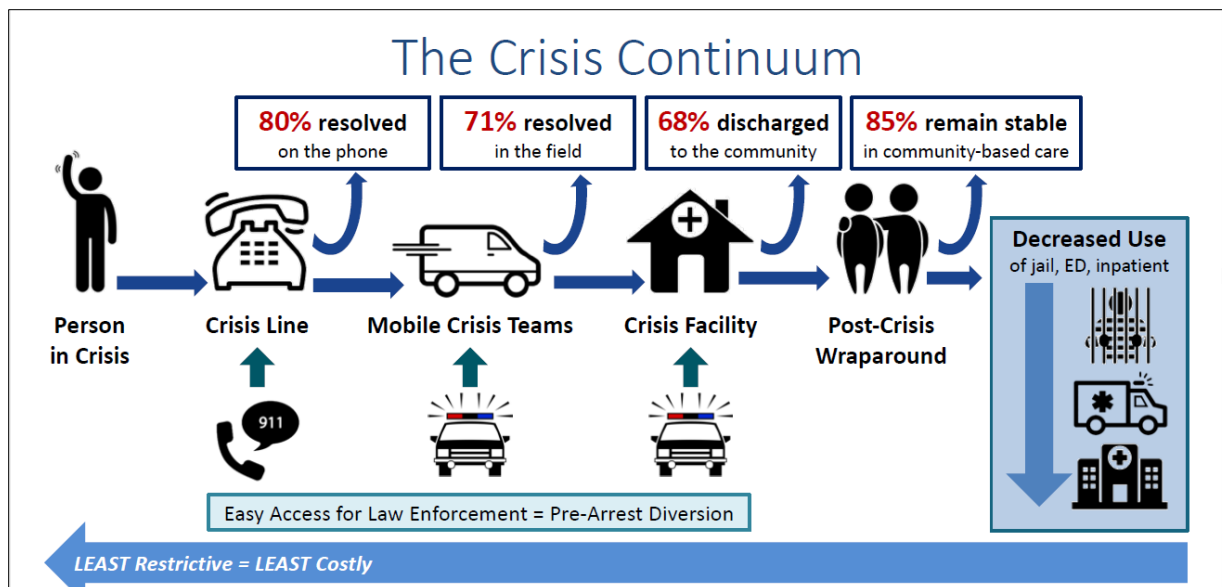 The Crisis Continuum
80% resolved
on the phone
71% resolved
in the field
68% discharged
to the community
85% remain stable
in community-based care
Person
in Crisis
Crisis Line
Mobile Crisis Teams
Crisis Facility
Post-Crisis
Wraparound
Decreased Use
of jail, ED, inpatient
911
Easy Access for Law Enforcement = Pre-Arrest Diversion
LEAST Restrictive = LEAST Costly